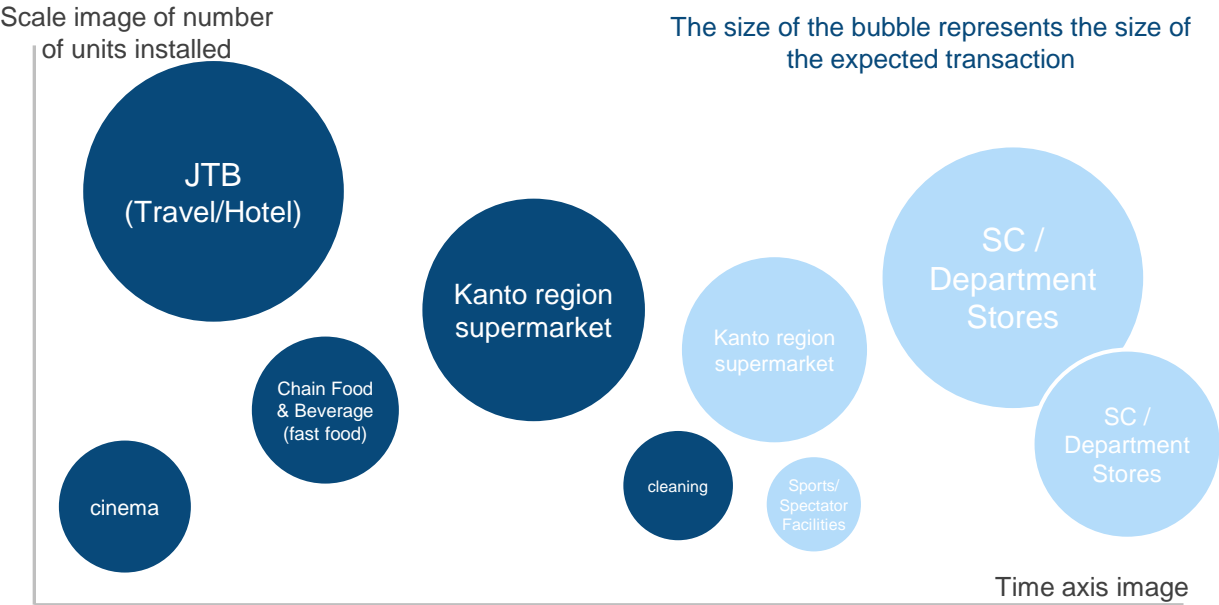 Scale image of number
of units installed
The size of the bubble represents the size of
the expected transaction
JTB
(Travel/Hotel)
Kanto region
supermarket
SC /
Department
Stores
Kanto region
supermarket
Chain Food
& Beverage
(fast food)
SC /
Department
Stores
cinema
cleaning
Sports/
Spectator
Facilities
Time axis image